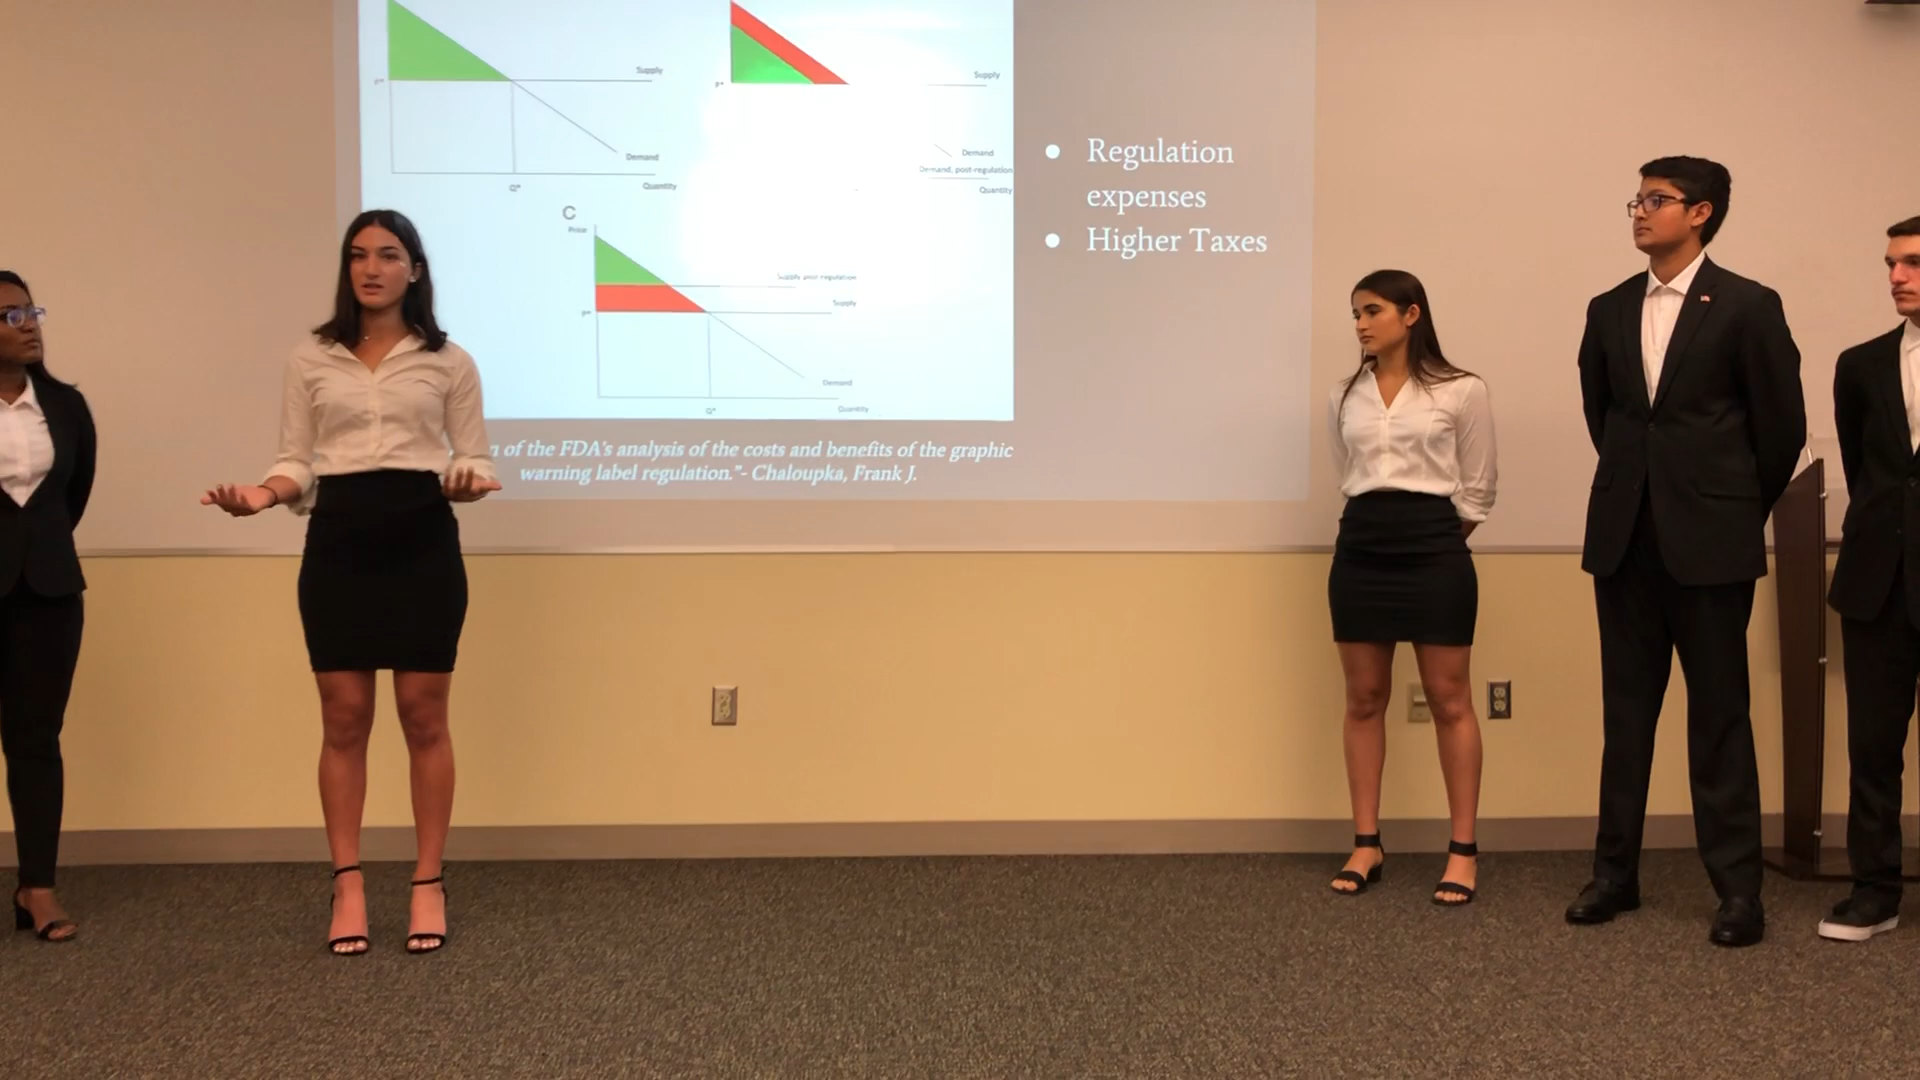 Supply
Demand
Quantity
Q*
P*
Supply
Demand
Demand, post-regulation
Quantity
C
Price
Supply post-regulation
Supply
P*
Demand
Quantity
Q*
● Regulation
expenses
● Higher Taxes
of the FDA's analysis of the costs and benefits of the graphic
warning label regulation."- Chaloupka, Frank J.